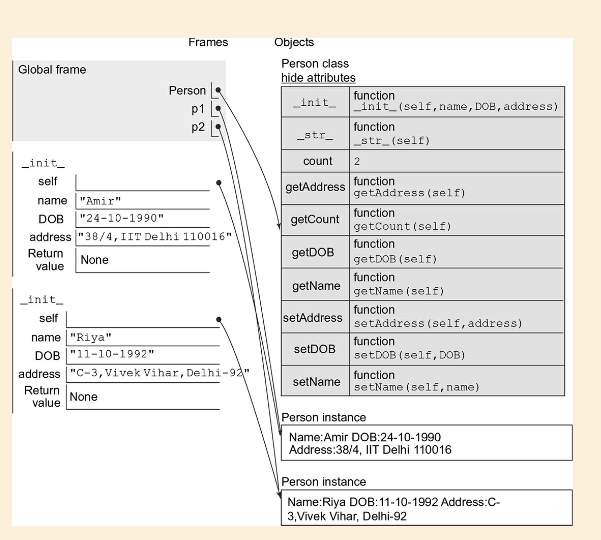 Frames Objects
Global frame
Person
p1
p2
_init_
self
name "Amir"
DOB "24-10-1990"
address "38/4,IIT Delhi 110016"
Return value None
_init_
self
name "Riya"
DOB "11-10-1992"
address "C-3,Vivek Vihar,Delhi-92"
Return value None
Person class
hide attributes
_init_ function
_init_(self,name,DOB,address)
_str_ function
_str_(self)
count 2
getAddress function
getAddress(self)
getCount function
getCount(self)
getDOB function
getDOB(self)
getName function
getName(self)
setAddress function
setAddress(self,address)
setDOB function
setDOB(self,DOB)
setName function
setName(self,name)
Person instance
Name:Amir DOB:24-10-1990
Address:38/4, IIT Delhi 110016
Person instance
Name:Riya DOB:11-10-1992 Address:C-
3,Vivek Vihar, Delhi-92